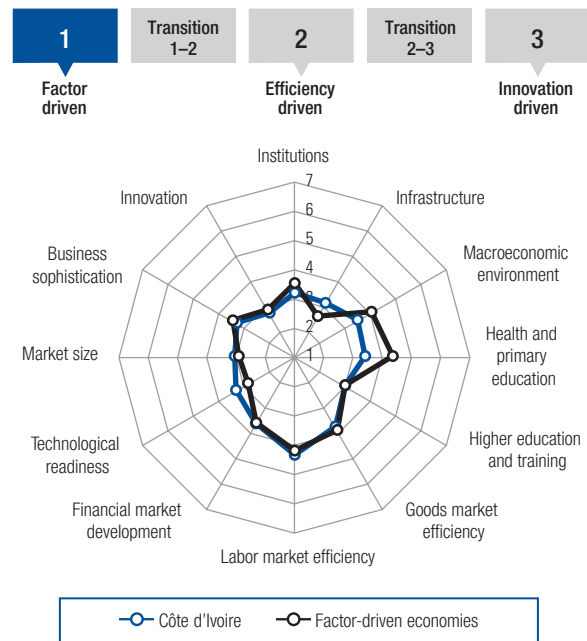 1
Transition
1–2
2
Transition
2–3
3
Factor
driven
Efficiency
driven
Innovation
driven
Institutions
Infrastructure
Macroeconomic
environment
Health and
primary
education
Higher education
and training
Goods market
efficiency
Labor market efficiency
Financial market
development
Technological
readiness
Market size
Business
sophistication
Innovation
7
6
5
4
3
2
1
Côte d'Ivoire
Factor-driven economies